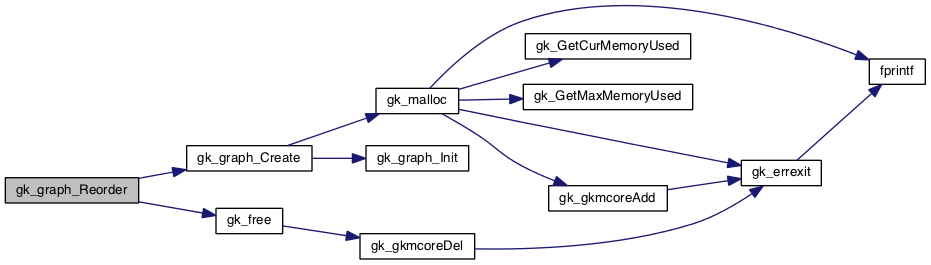 gk_GetCurMemoryUsed
fprintf
gk_malloc
gk_GetMaxMemoryUsed
gk_graph_Create
gk_graph_Init
gk_errexit
gk_graph_Reorder
gk_gkmcoreAdd
gk_free
gk_gkmcoreDel